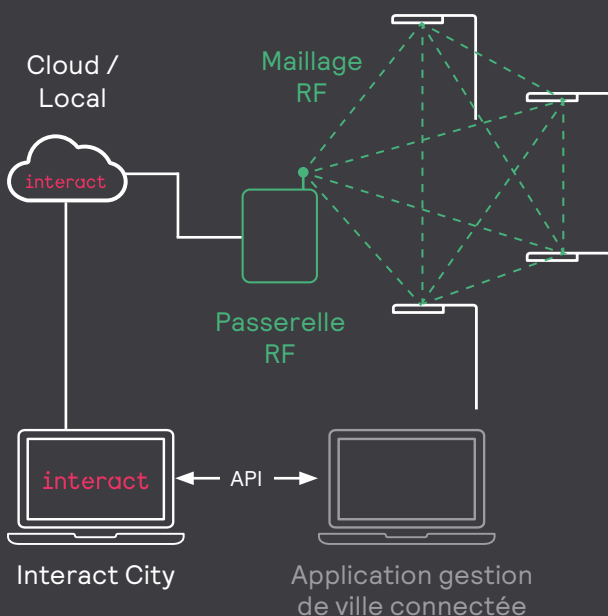 Cloud /
Local
Maillage
RF
interact
Passerelle
RF
interact
API
Interact City
Application gestion
de ville connectée